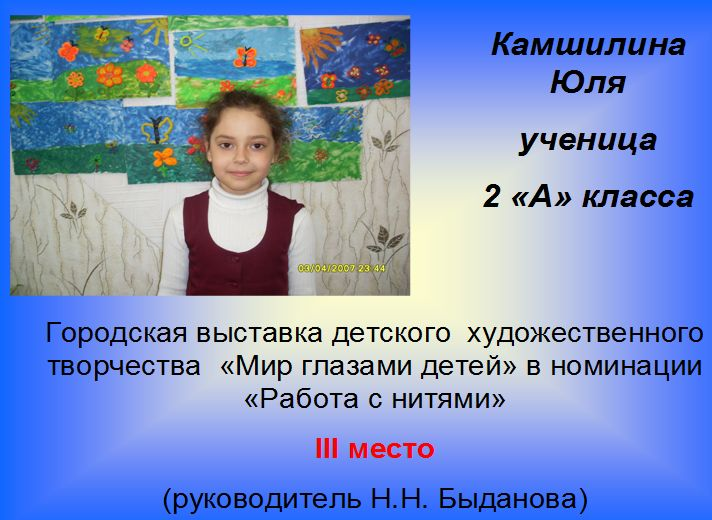 Камшилина
Юля
ученица
2 «А» класса
03/04/2007 23:44
Городская выставка детского художественного
творчества «Мир глазами детей» в номинации
«Работа с нитями»
III место
(руководитель Н.Н. Быданова)